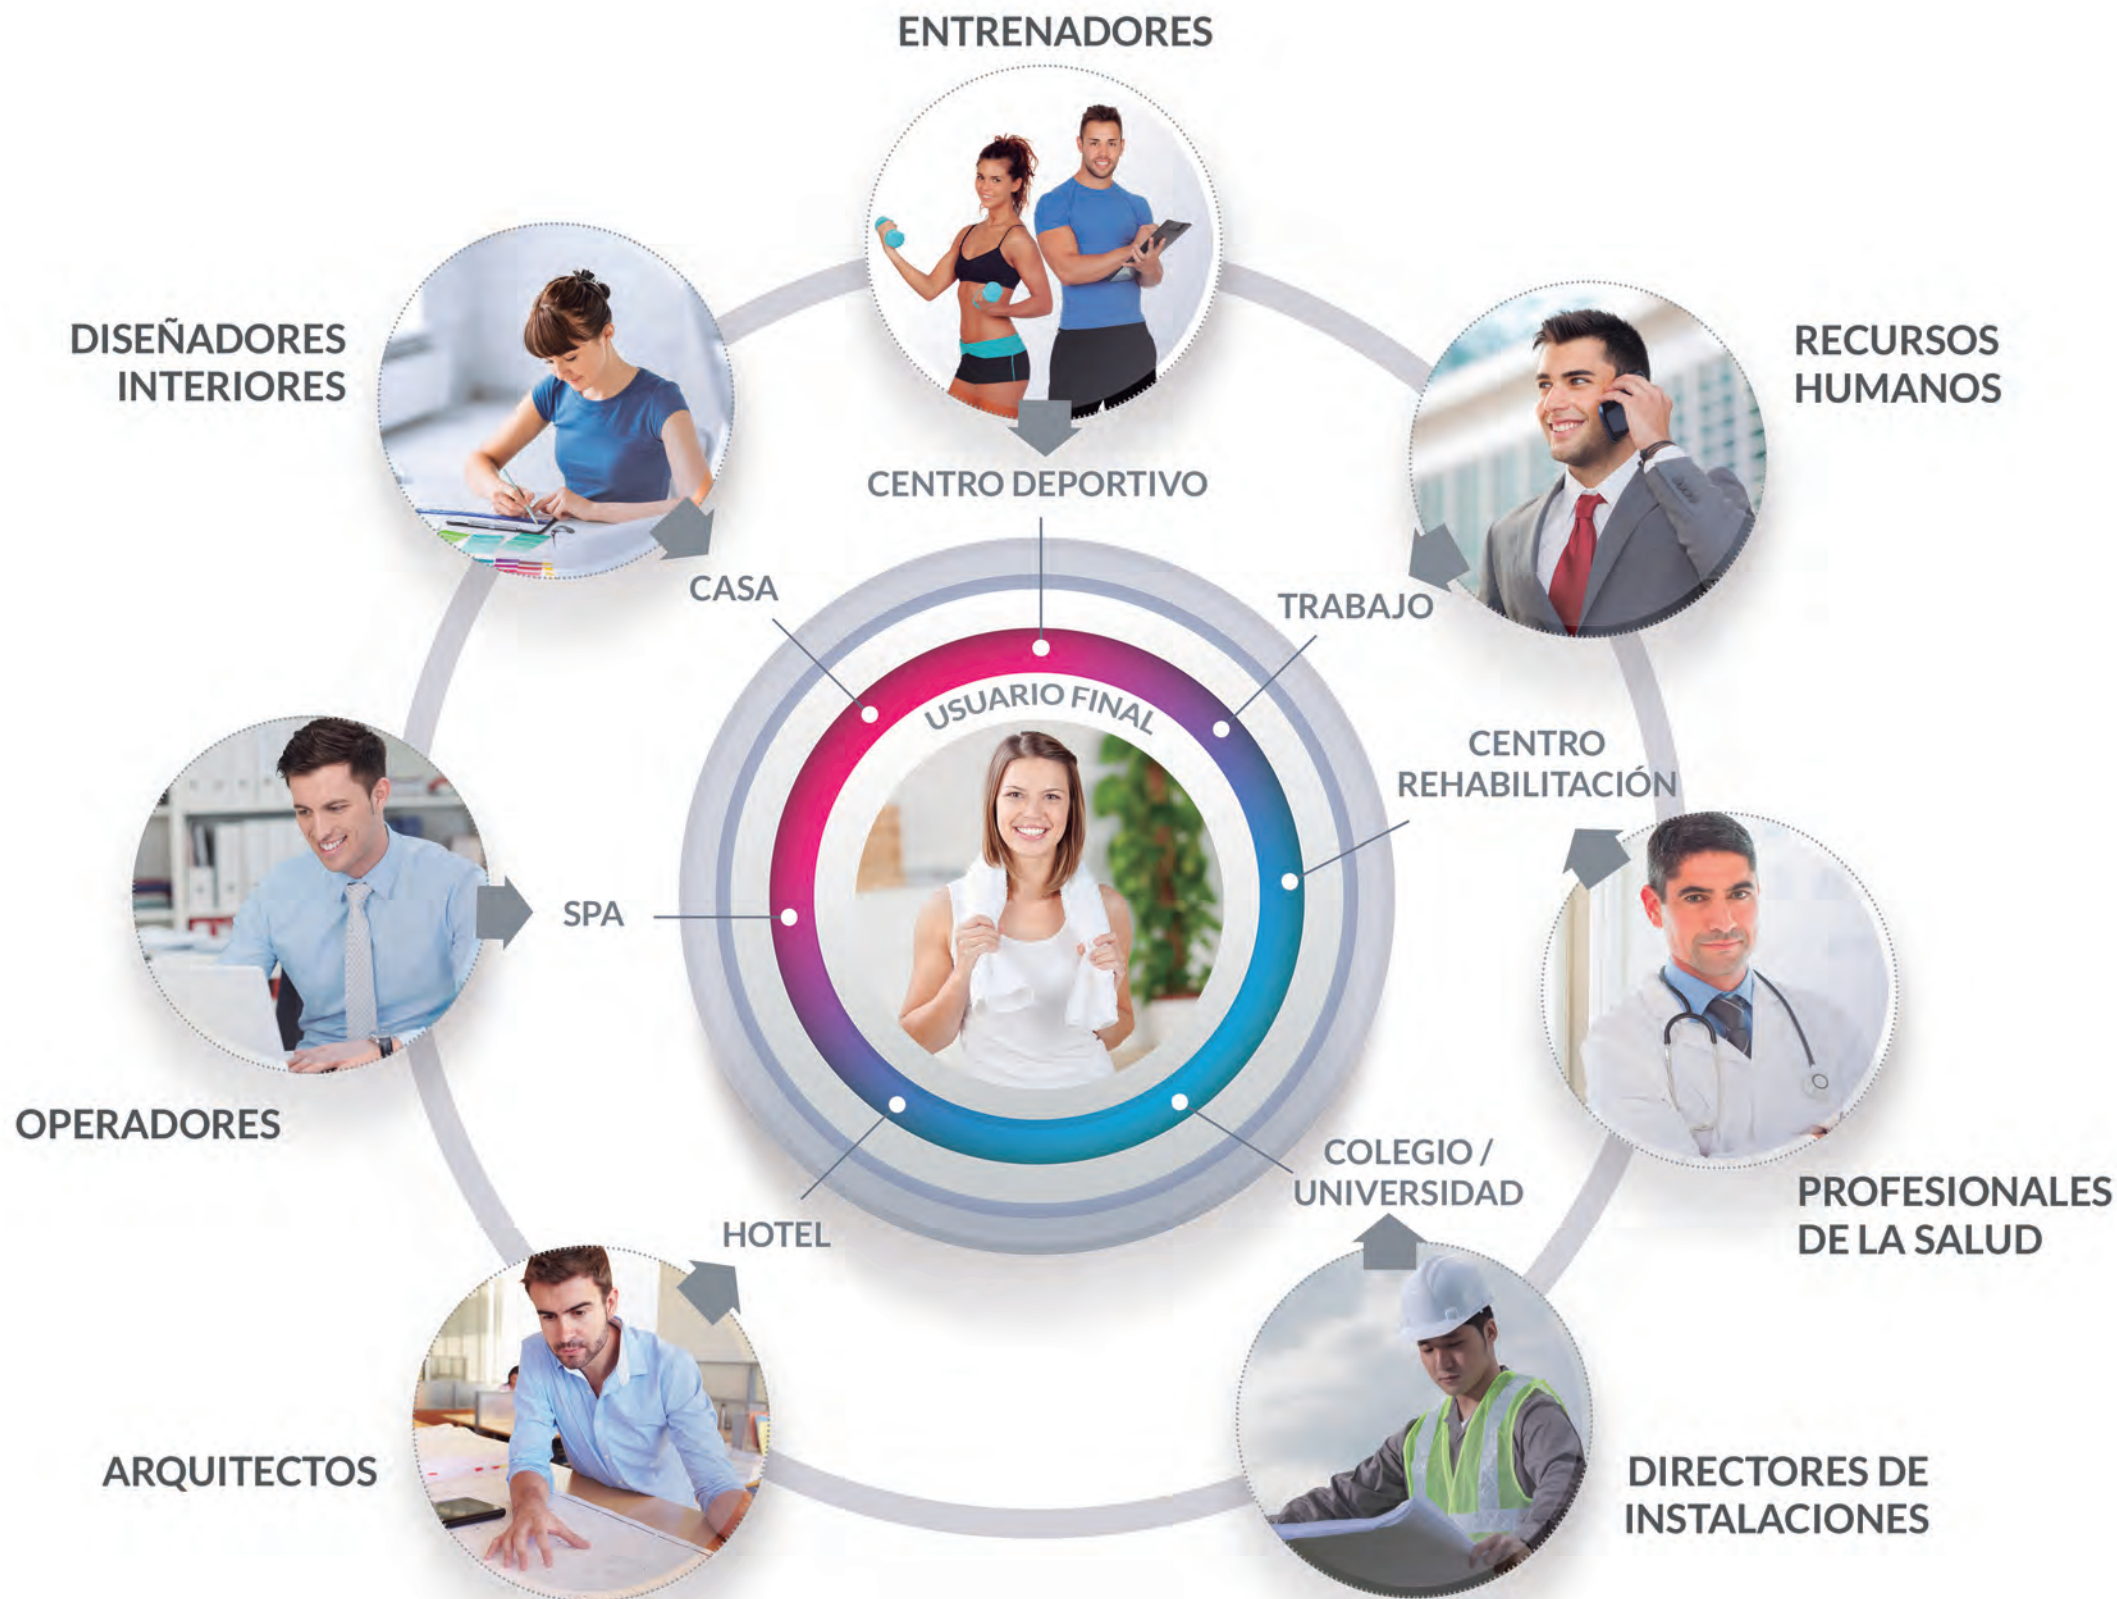 ENTRENADORES
DISEÑADORES
INTERIORES
RECURSOS
HUMANOS
CENTRO DEPORTIVO
CASA
TRABAJO
USUARIO FINAL
CENTRO
REHABILITACIÓN
SPA
OPERADORES
COLEGIO /
UNIVERSIDAD
PROFESIONALES
DE LA SALUD
HOTEL
ARQUITECTOS
DIRECTORES DE
INSTALACIONES